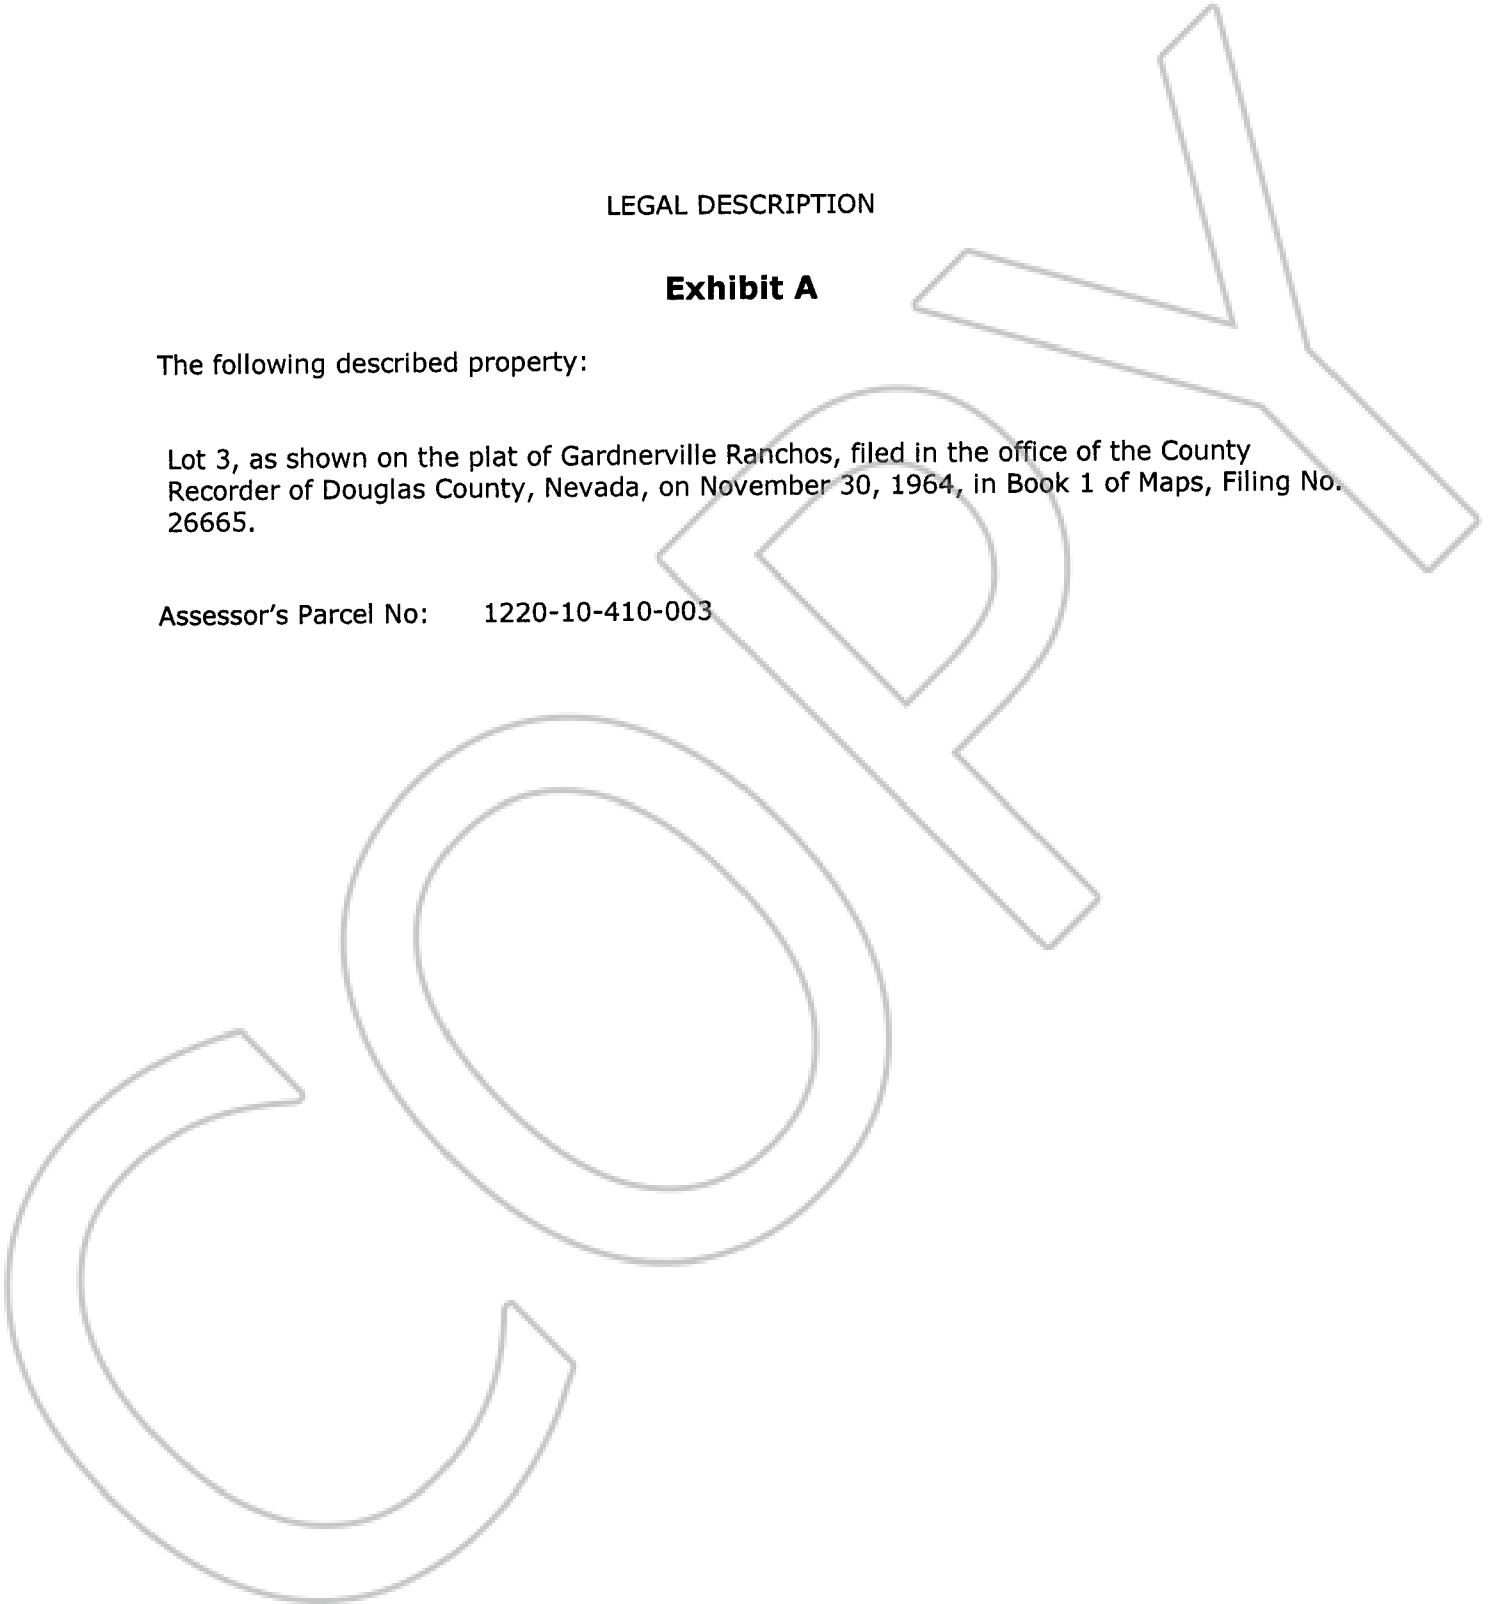 LEGAL DESCRIPTION
Exhibit A
The following described property:
Lot 3, as shown on the plat of Gardnerville Ranchos, filed in the office of the County
Recorder of Douglas County, Nevada, on November 30, 1964, in Book 1 of Maps, Filing No.
26665.
Assessor's Parcel No: 1220-10-410-003
COPY